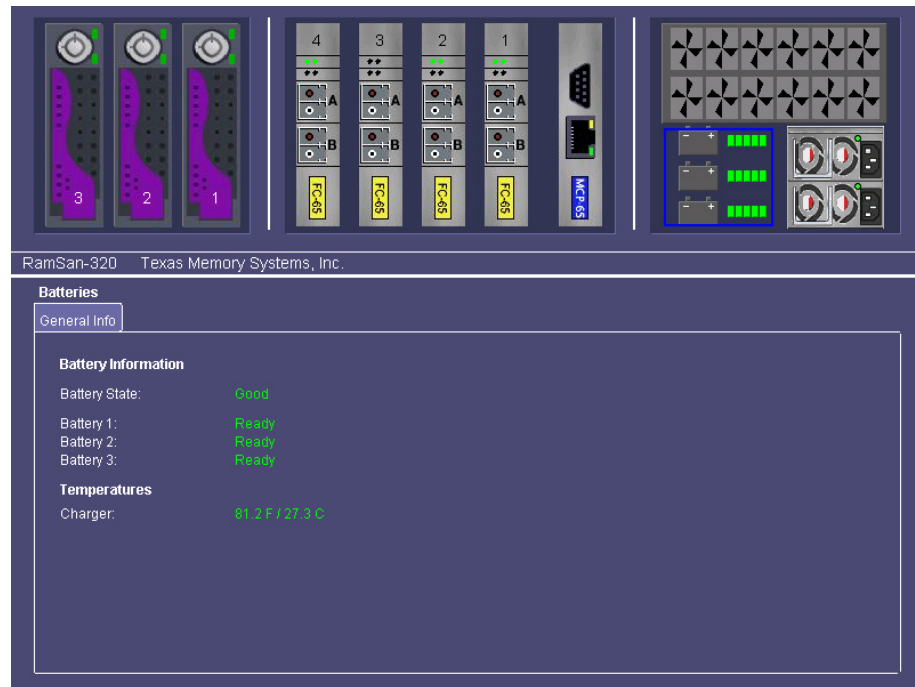 4 3 2 1
A A A A
B B B B
3 2 1
FC-65 FC-65 FC-65 FC-65 MCP-65
RamSan-320 Texas Memory Systems, Inc.
Batteries
General Info
Battery Information
Battery State: Good
Battery 1: Ready
Battery 2: Ready
Battery 3: Ready
Temperatures
Charger: 81.2 F / 27.3 C